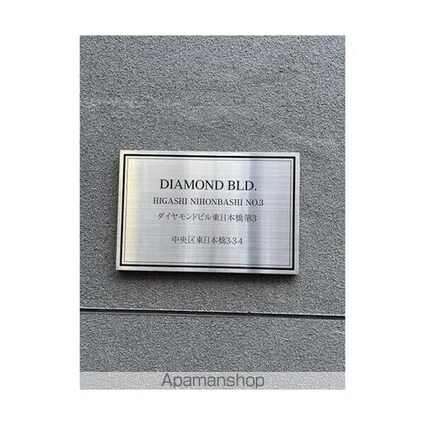 DIAMOND BLD.
HIGASHI NIHONBASHI NO.3
ダイヤモンドビル東日本橋第3
中央区東日本橋3-3-4
Apamanshop